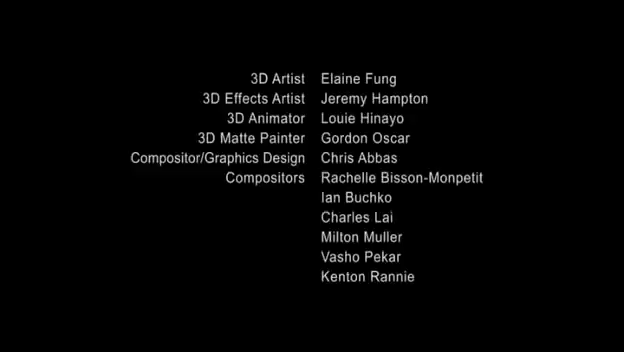 3D Artist Elaine Fung
3D Effects Artist Jeremy Hampton
3D Animator Louie Hinayo
3D Matte Painter Gordon Oscar
Compositor/Graphics Design Chris Abbas
Compositors Rachelle Bisson-Monpetit
Ian Buchko
Charles Lai
Milton Muller
Vasho Pekar
Kenton Rannie